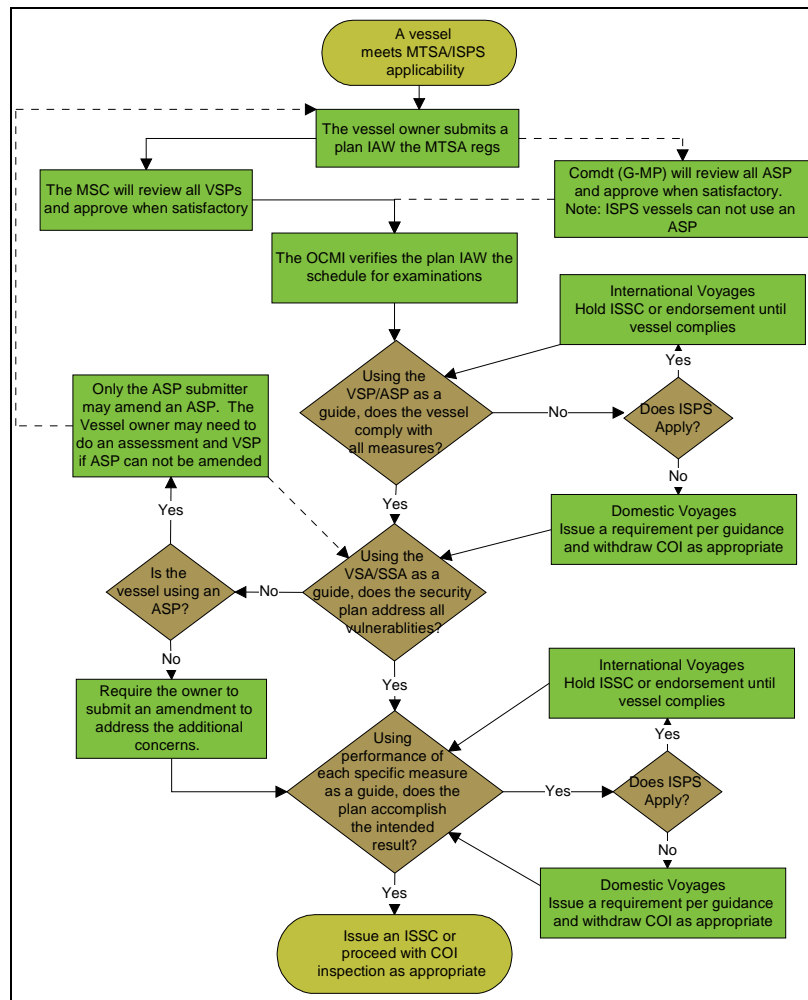 A vessel
meets MTSA/ISPS
applicability
The vessel owner submits a
plan IAW the MTSA regs
The MSC will review all VSPs
and approve when satisfactory
Comdt (G-MP) will review all ASP
and approve when satisfactory.
Note: ISPS vessels can not use an
ASP
The OCMI verifies the plan IAW the
schedule for examinations
International Voyages
Hold ISSC or endorsement until
vessel complies
Yes
Using the
VSP/ASP as a
guide, does the vessel
comply with
all measures?
No
Does ISPS
Apply?
No
Domestic Voyages
Issue a requirement per guidance
and withdraw COI as appropriate
Yes
Only the ASP submitter
may amend an ASP. The
Vessel owner may need to
do an assessment and VSP
if ASP can not be amended
Yes
Is the
vessel using an
ASP?
No
Using the
VSA/SSA as a
guide, does the security
plan address all
vulnerablities?
No
Require the owner to
submit an amendment to
address the additional
concerns.
Yes
International Voyages
Hold ISSC or endorsement until
vessel complies
Yes
Using
performance of
each specific measure
as a guide, does the
plan accomplish
the intended
result?
Yes
Does ISPS
Apply?
No
Domestic Voyages
Issue a requirement per guidance
and withdraw COI as appropriate
Yes
Issue an ISSC or
proceed with COI
inspection as appropriate